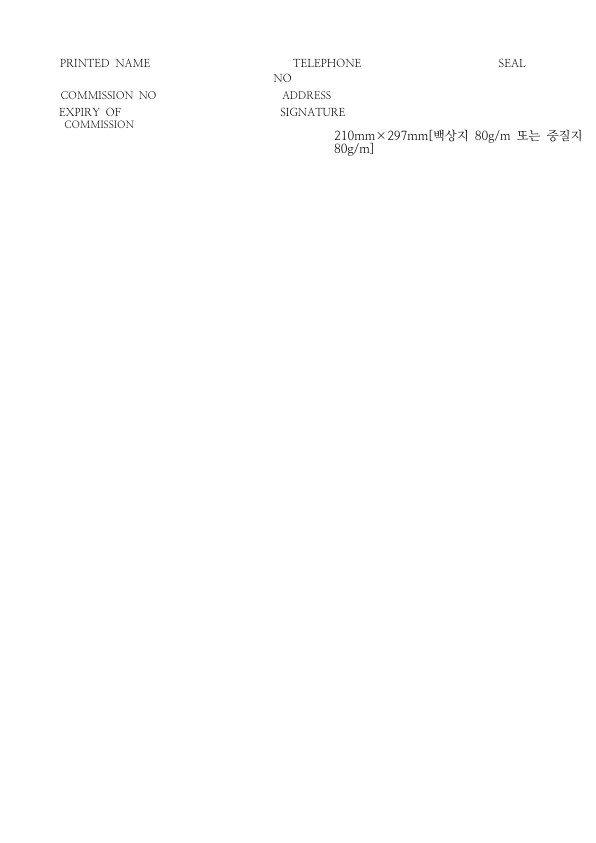 PRINTED NAME TELEPHONE SEAL
NO
COMMISSION NO ADDRESS
EXPIRY OF SIGNATURE
COMMISSION
210mm×297mm[백상지 80g/m 또는 중질지
80g/m]